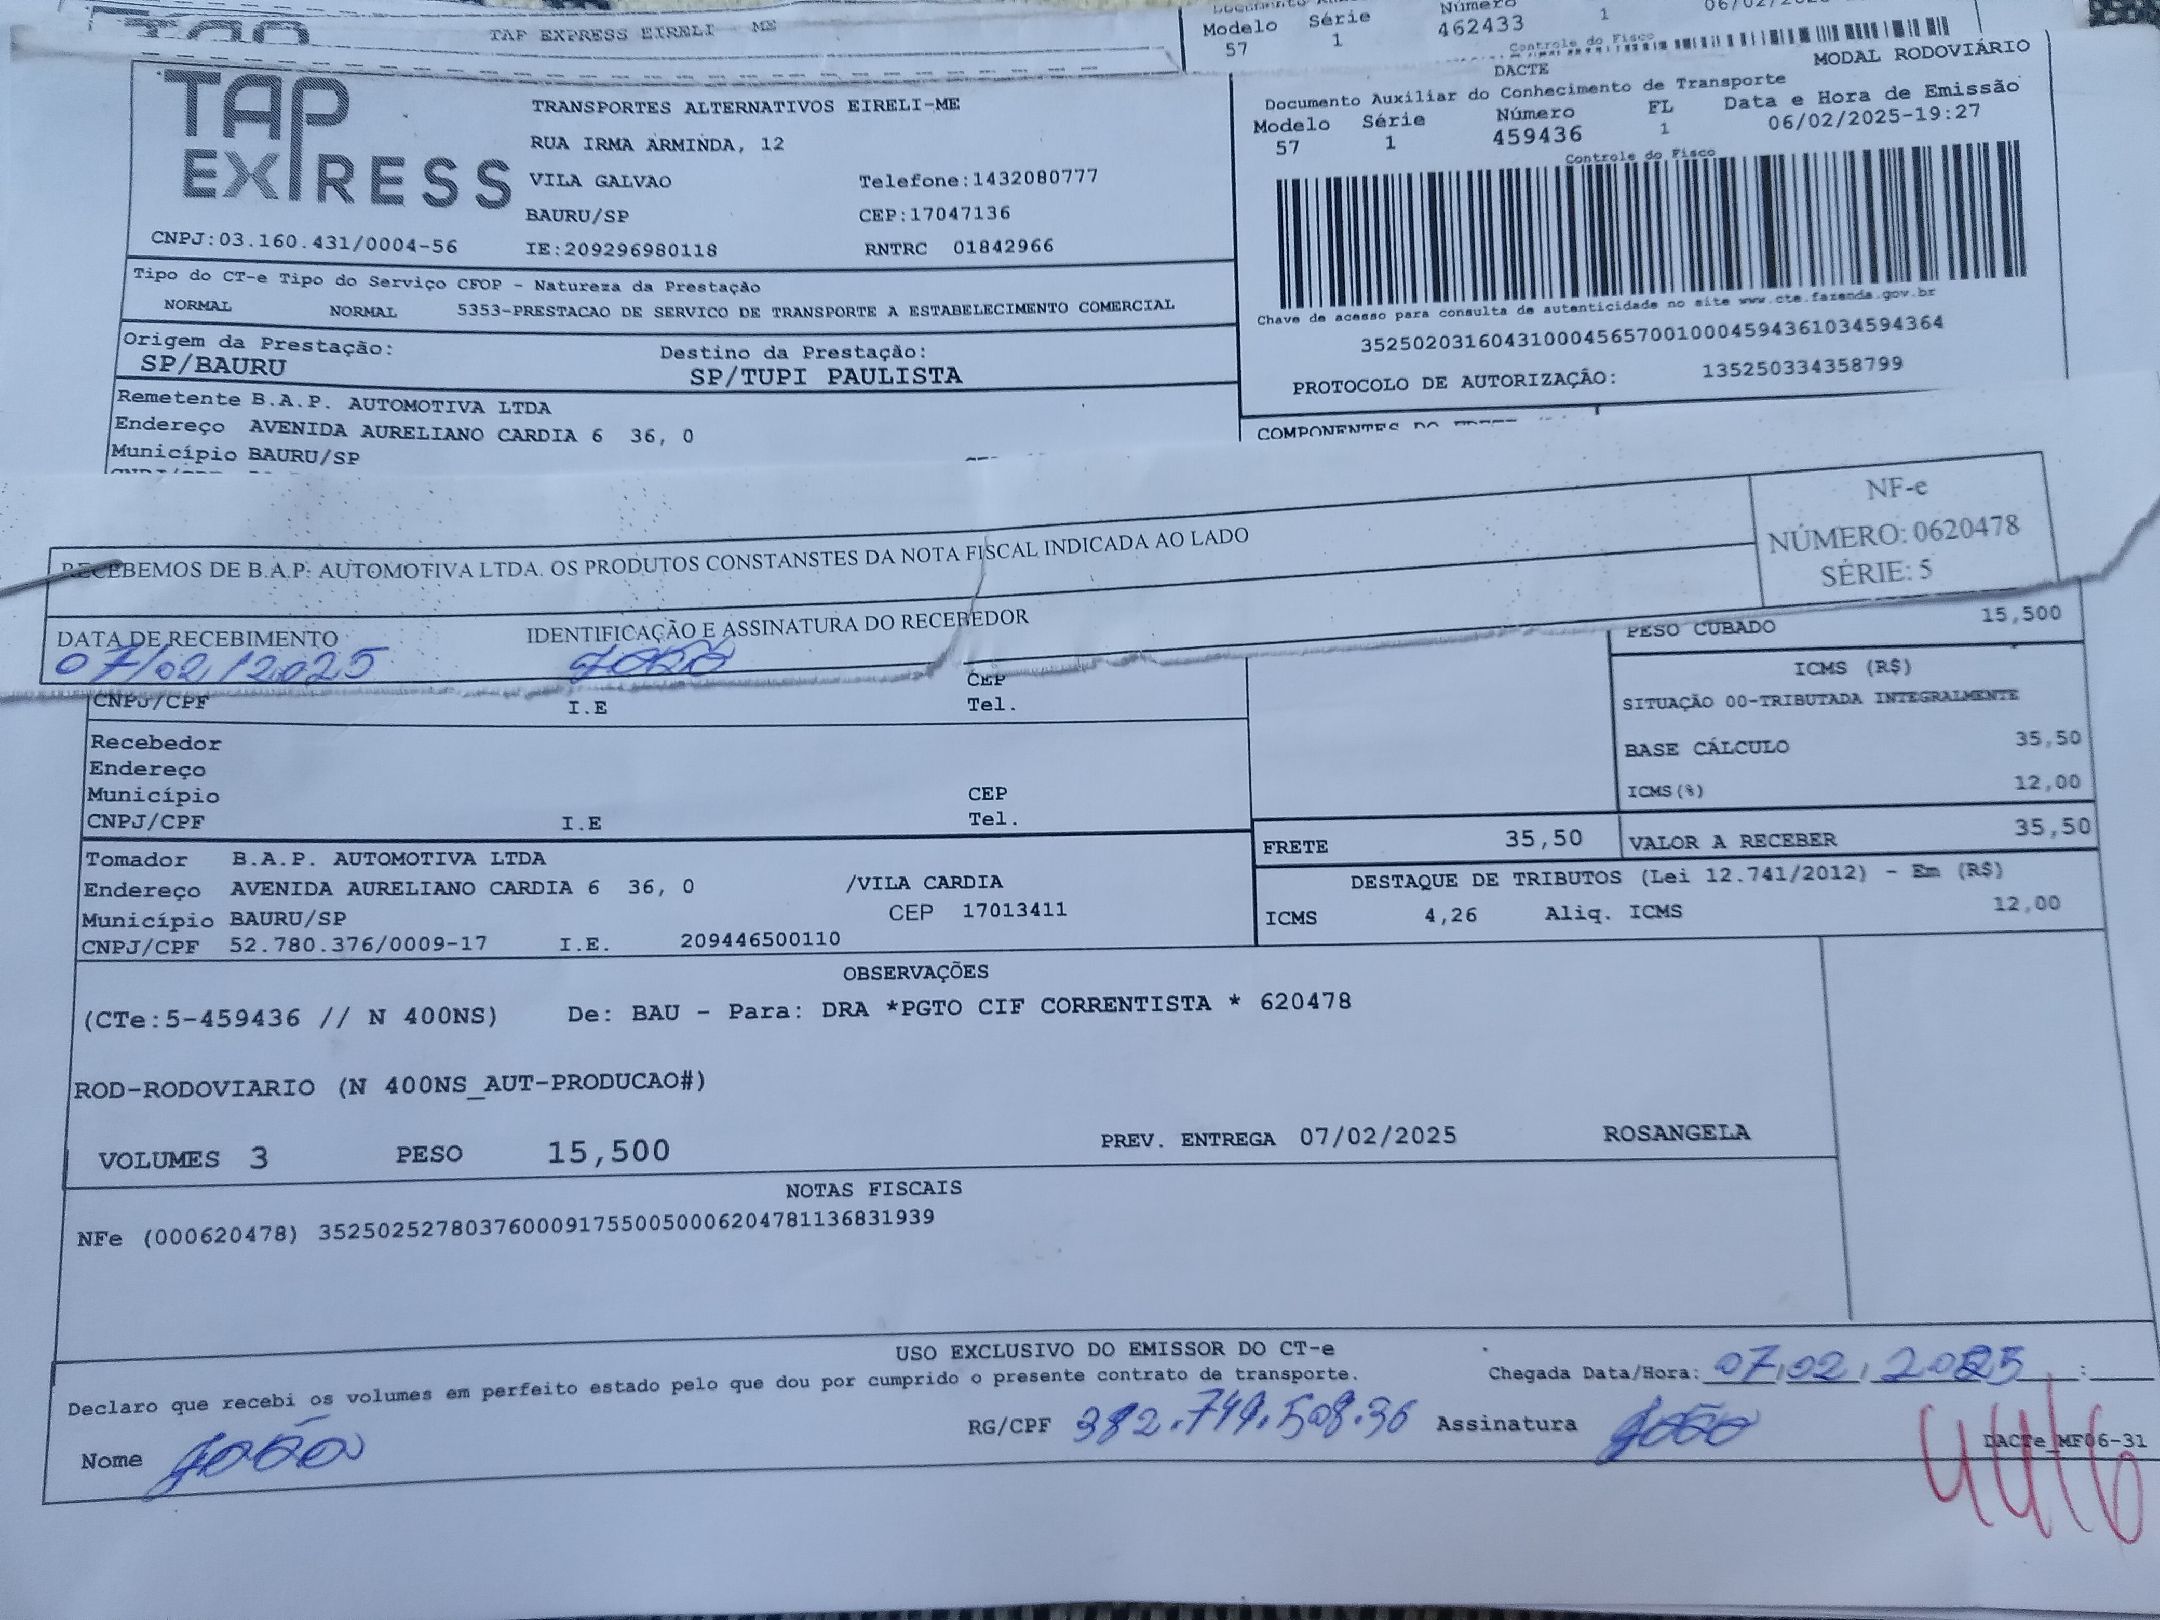 TAP EXPRESS EIRELI - ME
Modelo Série Número
57 1 462433 1
Controle do Fisco
TAP EXPRESS
TRANSPORTES ALTERNATIVOS EIRELI-ME
RUA IRMA ARMINDA, 12
VILA GALVAO Telefone:1432080777
BAURU/SP CEP:17047136
CNPJ:03.160.431/0004-56 IE:209296980118 RNTRC 01842966
DACTE MODAL RODOVIÁRIO
Documento Auxiliar do Conhecimento de Transporte
Modelo Série Número FL Data e Hora de Emissão
57 1 459436 1 06/02/2025-19:27
Controle do Fisco
Chave de acesso para consulta de autenticidade no site www.cte.fazenda.gov.br
35250203160431000456570010004594361034594364
PROTOCOLO DE AUTORIZAÇÃO: 135250334358799
Tipo do CT-e Tipo do Serviço CFOP - Natureza da Prestação
NORMAL NORMAL 5353-PRESTACAO DE SERVICO DE TRANSPORTE A ESTABELECIMENTO COMERCIAL
Origem da Prestação: Destino da Prestação:
SP/BAURU SP/TUPI PAULISTA
Remetente B.A.P. AUTOMOTIVA LTDA
Endereço AVENIDA AURELIANO CARDIA 6 36, 0
Município BAURU/SP
COMPONENTES DO
RECEBEMOS DE B.A.P: AUTOMOTIVA LTDA. OS PRODUTOS CONSTANSTES DA NOTA FISCAL INDICADA AO LADO
NF-e
NÚMERO: 0620478
SÉRIE: 5
DATA DE RECEBIMENTO IDENTIFICAÇÃO E ASSINATURA DO RECEBEDOR
07/02/2025 João
PESO CUBADO 15,500
CEP
CNPJ/CPF I.E Tel.
ICMS (R$)
SITUAÇÃO 00-TRIBUTADA INTEGRALMENTE
BASE CÁLCULO 35,50
ICMS(%) 12,00
Recebedor
Endereço
Município CEP
CNPJ/CPF I.E Tel.
FRETE 35,50 VALOR A RECEBER 35,50
Tomador B.A.P. AUTOMOTIVA LTDA
Endereço AVENIDA AURELIANO CARDIA 6 36, 0 /VILA CARDIA
Município BAURU/SP CEP 17013411
CNPJ/CPF 52.780.376/0009-17 I.E. 209446500110
DESTAQUE DE TRIBUTOS (Lei 12.741/2012) - Em (R$)
ICMS 4,26 Aliq. ICMS 12,00
OBSERVAÇÕES
(CTe:5-459436 // N 400NS) De: BAU - Para: DRA *PGTO CIF CORRENTISTA * 620478
ROD-RODOVIARIO (N 400NS_AUT-PRODUCAO#)
VOLUMES 3 PESO 15,500 PREV. ENTREGA 07/02/2025 ROSANGELA
NOTAS FISCAIS
NFe (000620478) 35250252780376000917550050006204781136831939
USO EXCLUSIVO DO EMISSOR DO CT-e
Declaro que recebi os volumes em perfeito estado pelo que dou por cumprido o presente contrato de transporte.
Chegada Data/Hora: 07/02/2025 :
Nome João RG/CPF 382.749.508.36 Assinatura João
DACTe_MF06-31
4416